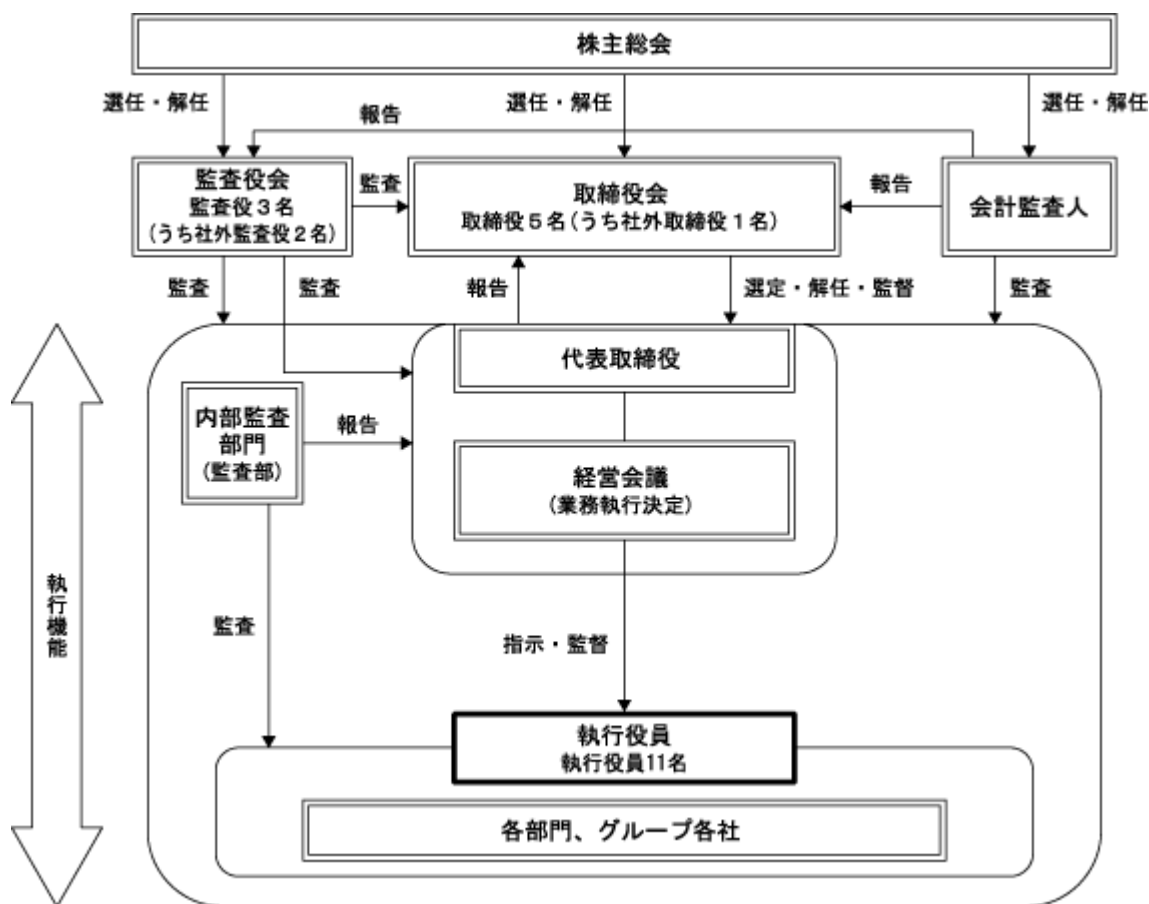 株主総会
選任・解任
選任・解任
選任・解任
報告
監査役会
監査役３名
(うち社外監査役２名)
監査
取締役会
取締役５名(うち社外取締役１名)
報告
会計監査人
監査
監査
報告
選定・解任・監督
監査
代表取締役
内部監査
部門
(監査部)
報告
経営会議
(業務執行決定)
執行機能
監査
指示・監督
執行役員
執行役員11名
各部門、グループ各社